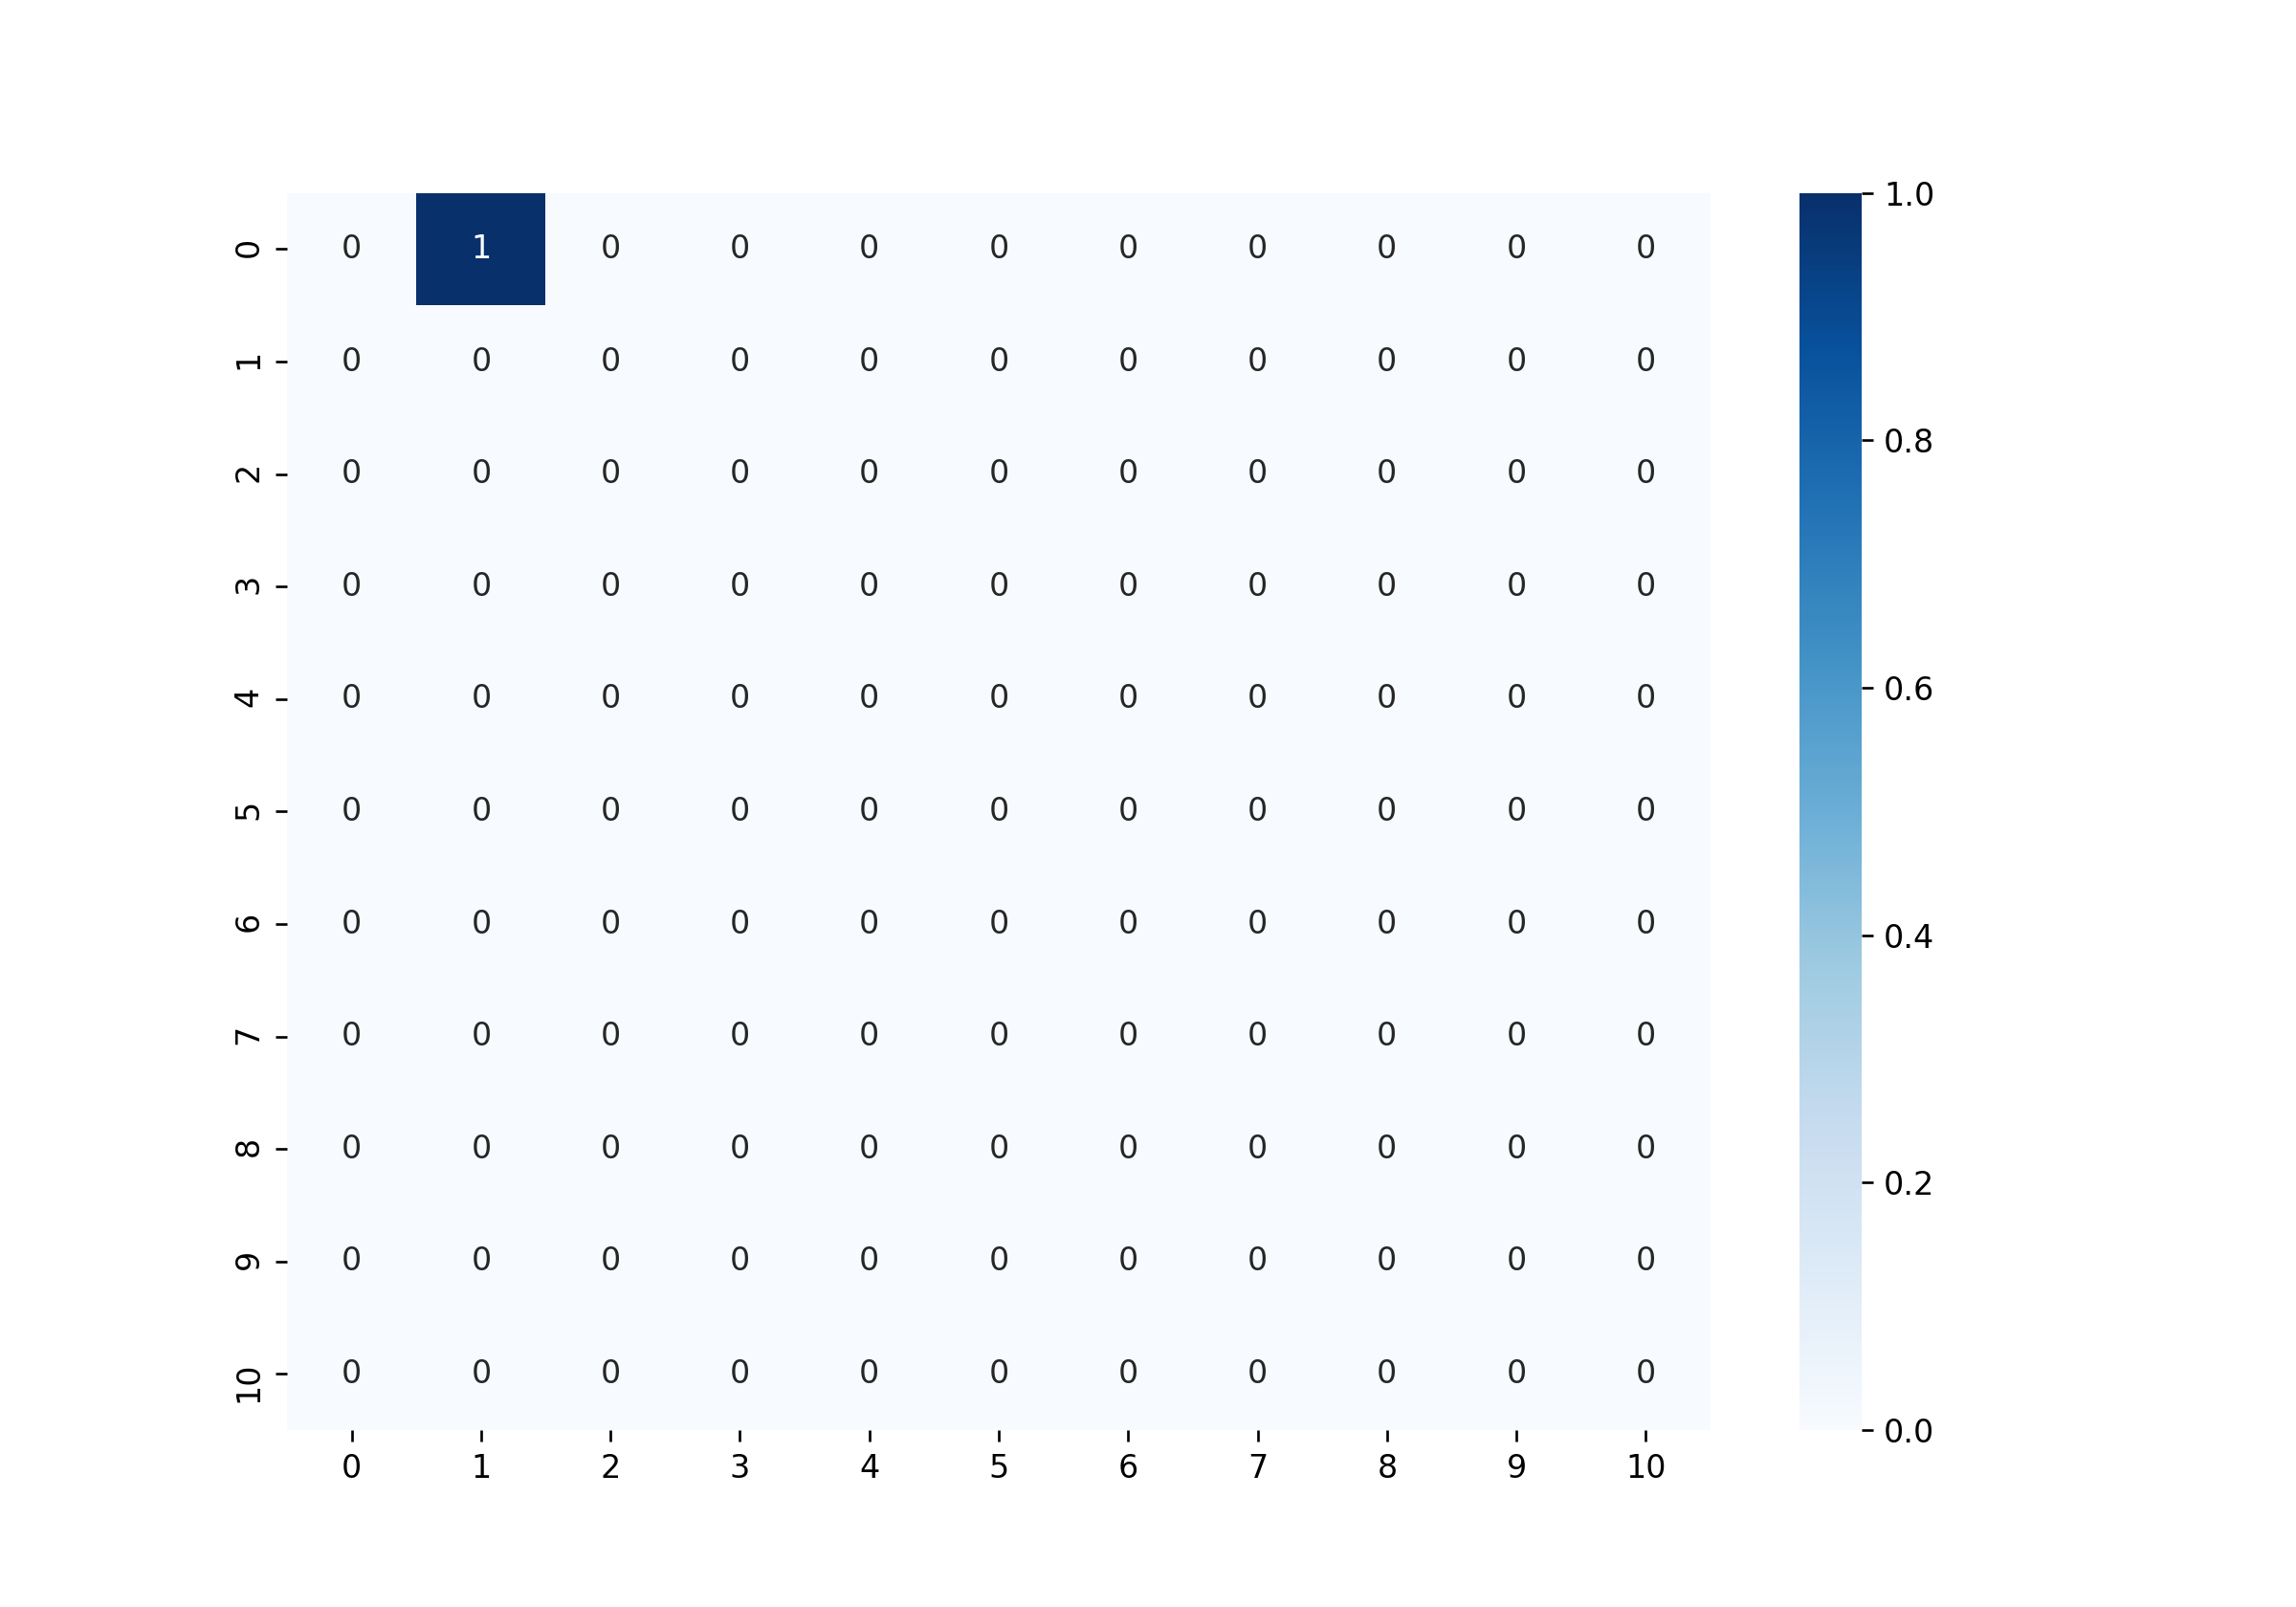 0 0 1 0 0 0 0 0 0 0 0 0
1 0 0 0 0 0 0 0 0 0 0 0
2 0 0 0 0 0 0 0 0 0 0 0
3 0 0 0 0 0 0 0 0 0 0 0
4 0 0 0 0 0 0 0 0 0 0 0
5 0 0 0 0 0 0 0 0 0 0 0
6 0 0 0 0 0 0 0 0 0 0 0
7 0 0 0 0 0 0 0 0 0 0 0
8 0 0 0 0 0 0 0 0 0 0 0
9 0 0 0 0 0 0 0 0 0 0 0
10 0 0 0 0 0 0 0 0 0 0 0
0 1 2 3 4 5 6 7 8 9 10
1.0
0.8
0.6
0.4
0.2
0.0